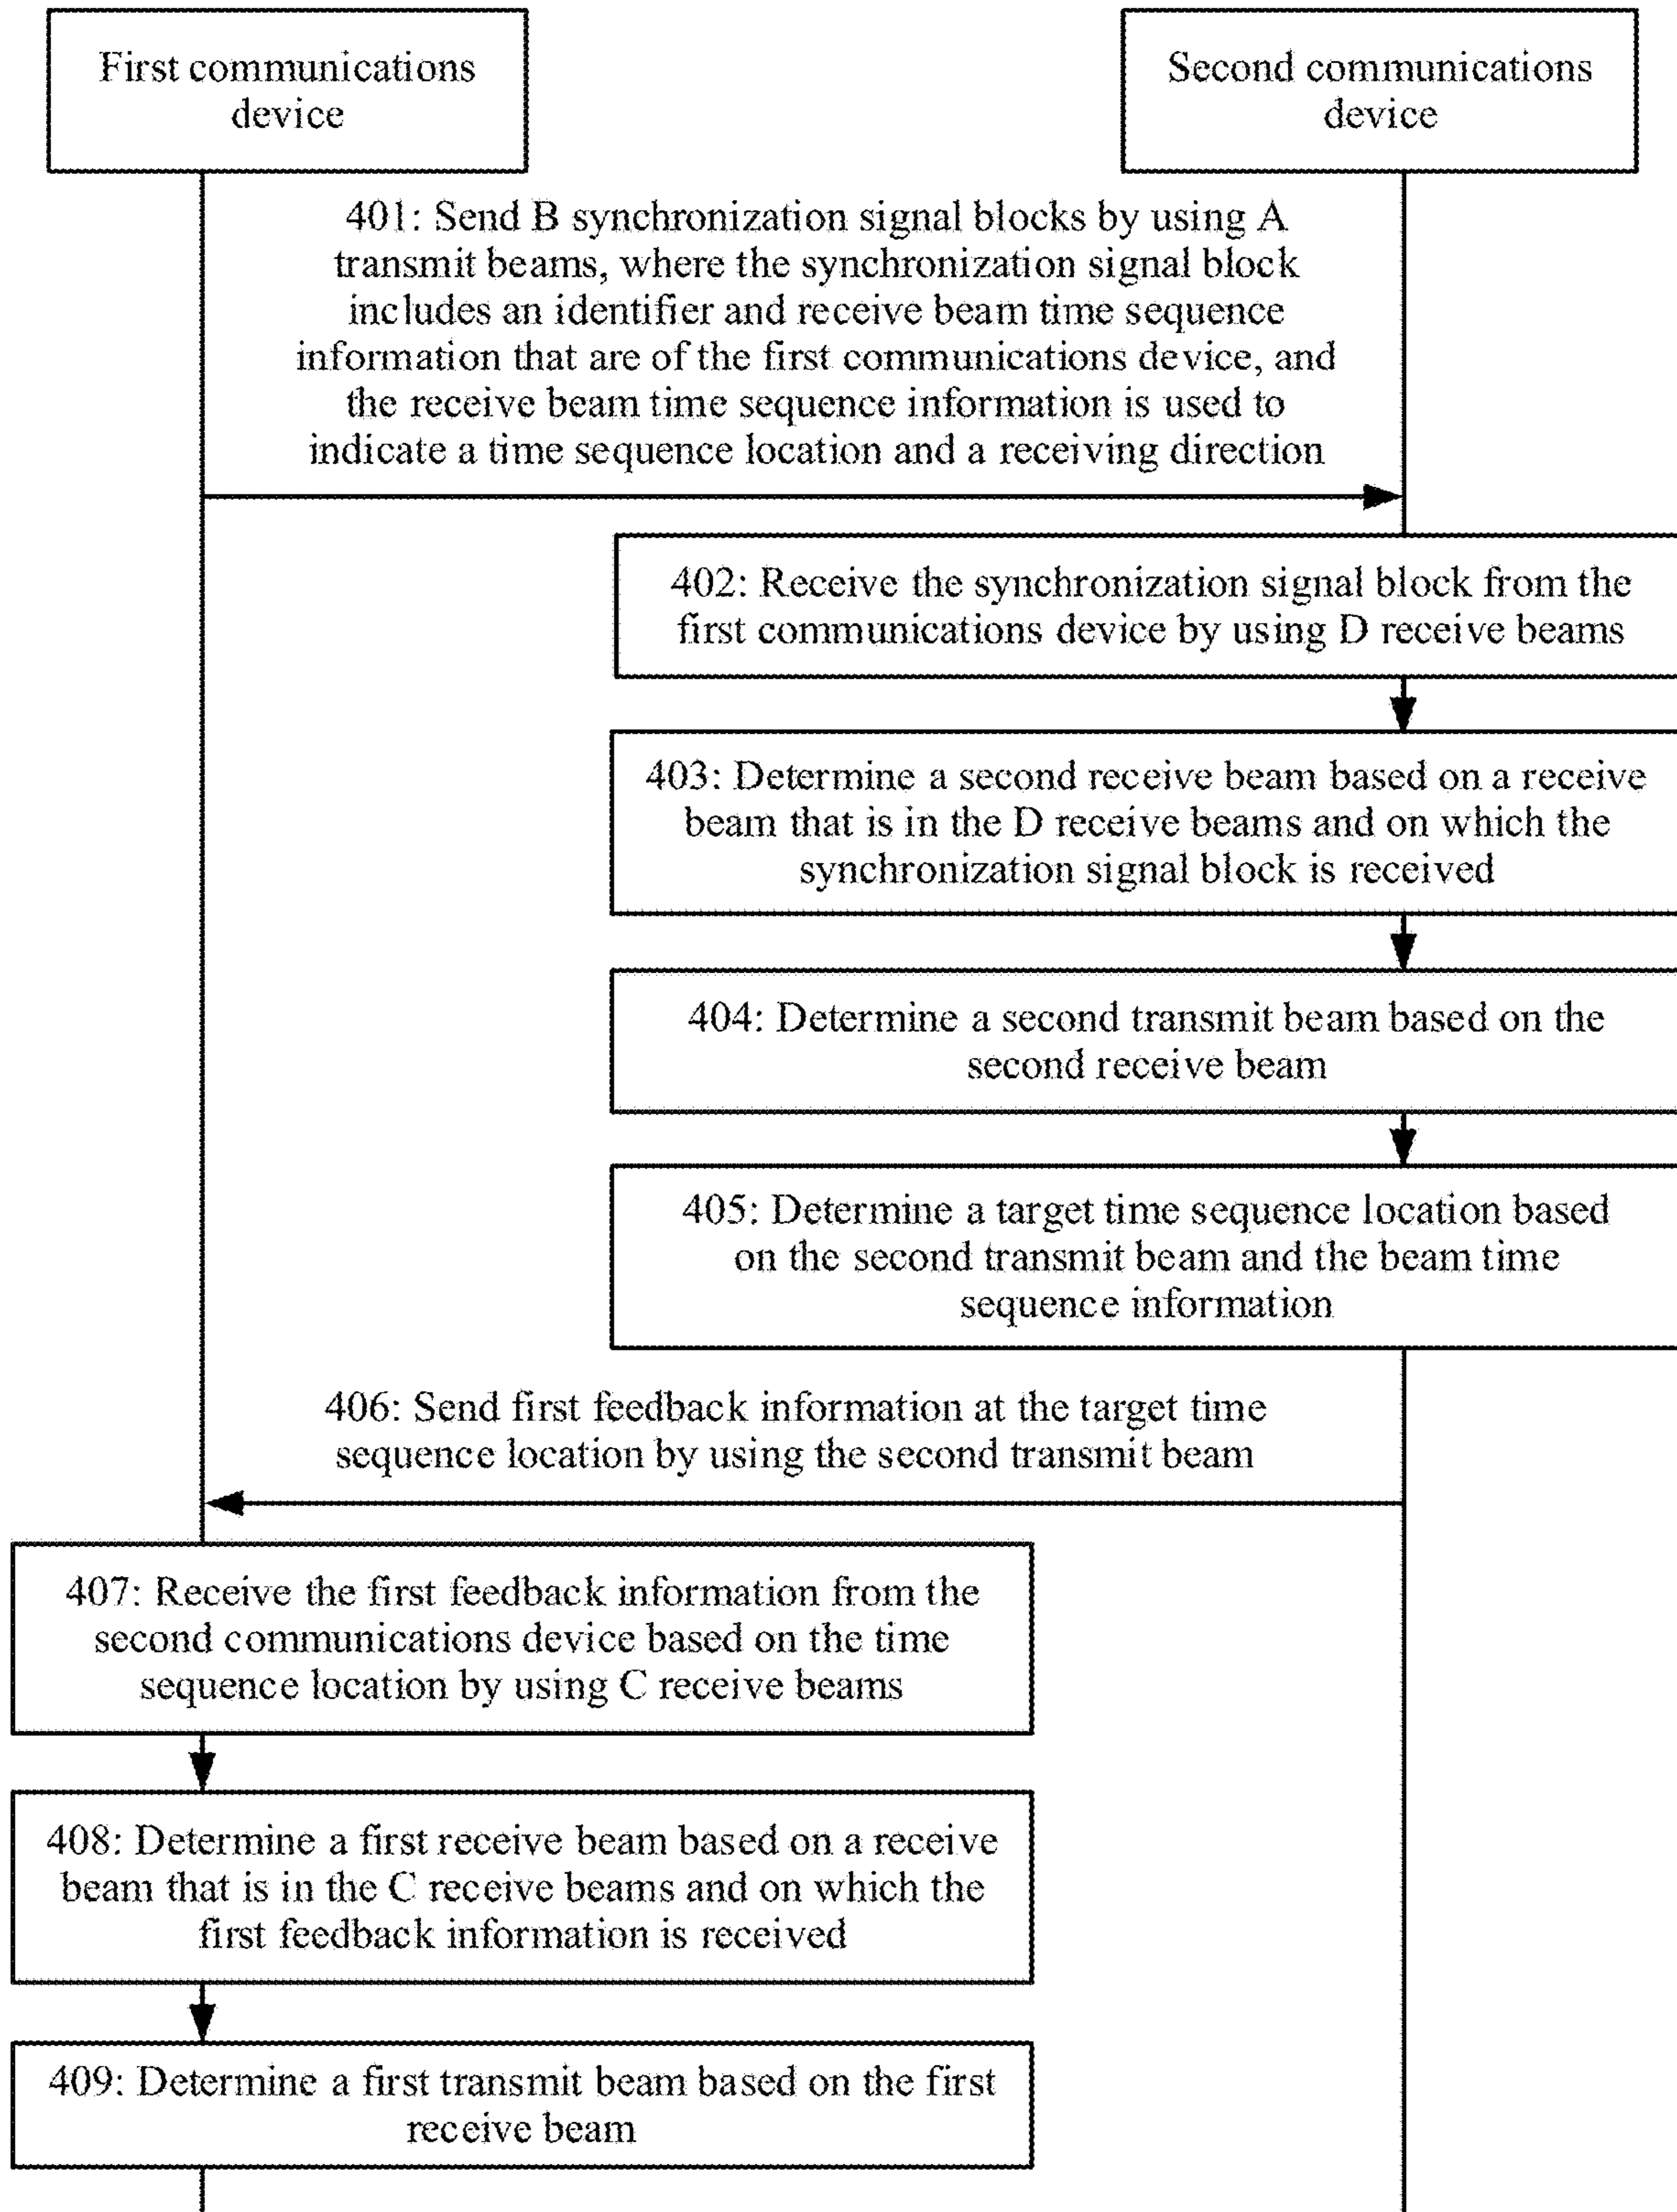 First communications
device
Second communications
device
401: Send B synchronization signal blocks by using A
transmit beams, where the synchronization signal block
includes an identifier and receive beam time sequence
information that are of the first communications device, and
the receive beam time sequence information is used to
indicate a time sequence location and a receiving direction
402: Receive the synchronization signal block from the
first communications device by using D receive beams
403: Determine a second receive beam based on a receive
beam that is in the D receive beams and on which the
synchronization signal block is received
404: Determine a second transmit beam based on the
second receive beam
405: Determine a target time sequence location based
on the second transmit beam and the beam time
sequence information
406: Send first feedback information at the target time
sequence location by using the second transmit beam
407: Receive the first feedback information from the
second communications device based on the time
sequence location by using C receive beams
408: Determine a first receive beam based on a receive
beam that is in the C receive beams and on which the
first feedback information is received
409: Determine a first transmit beam based on the first
receive beam